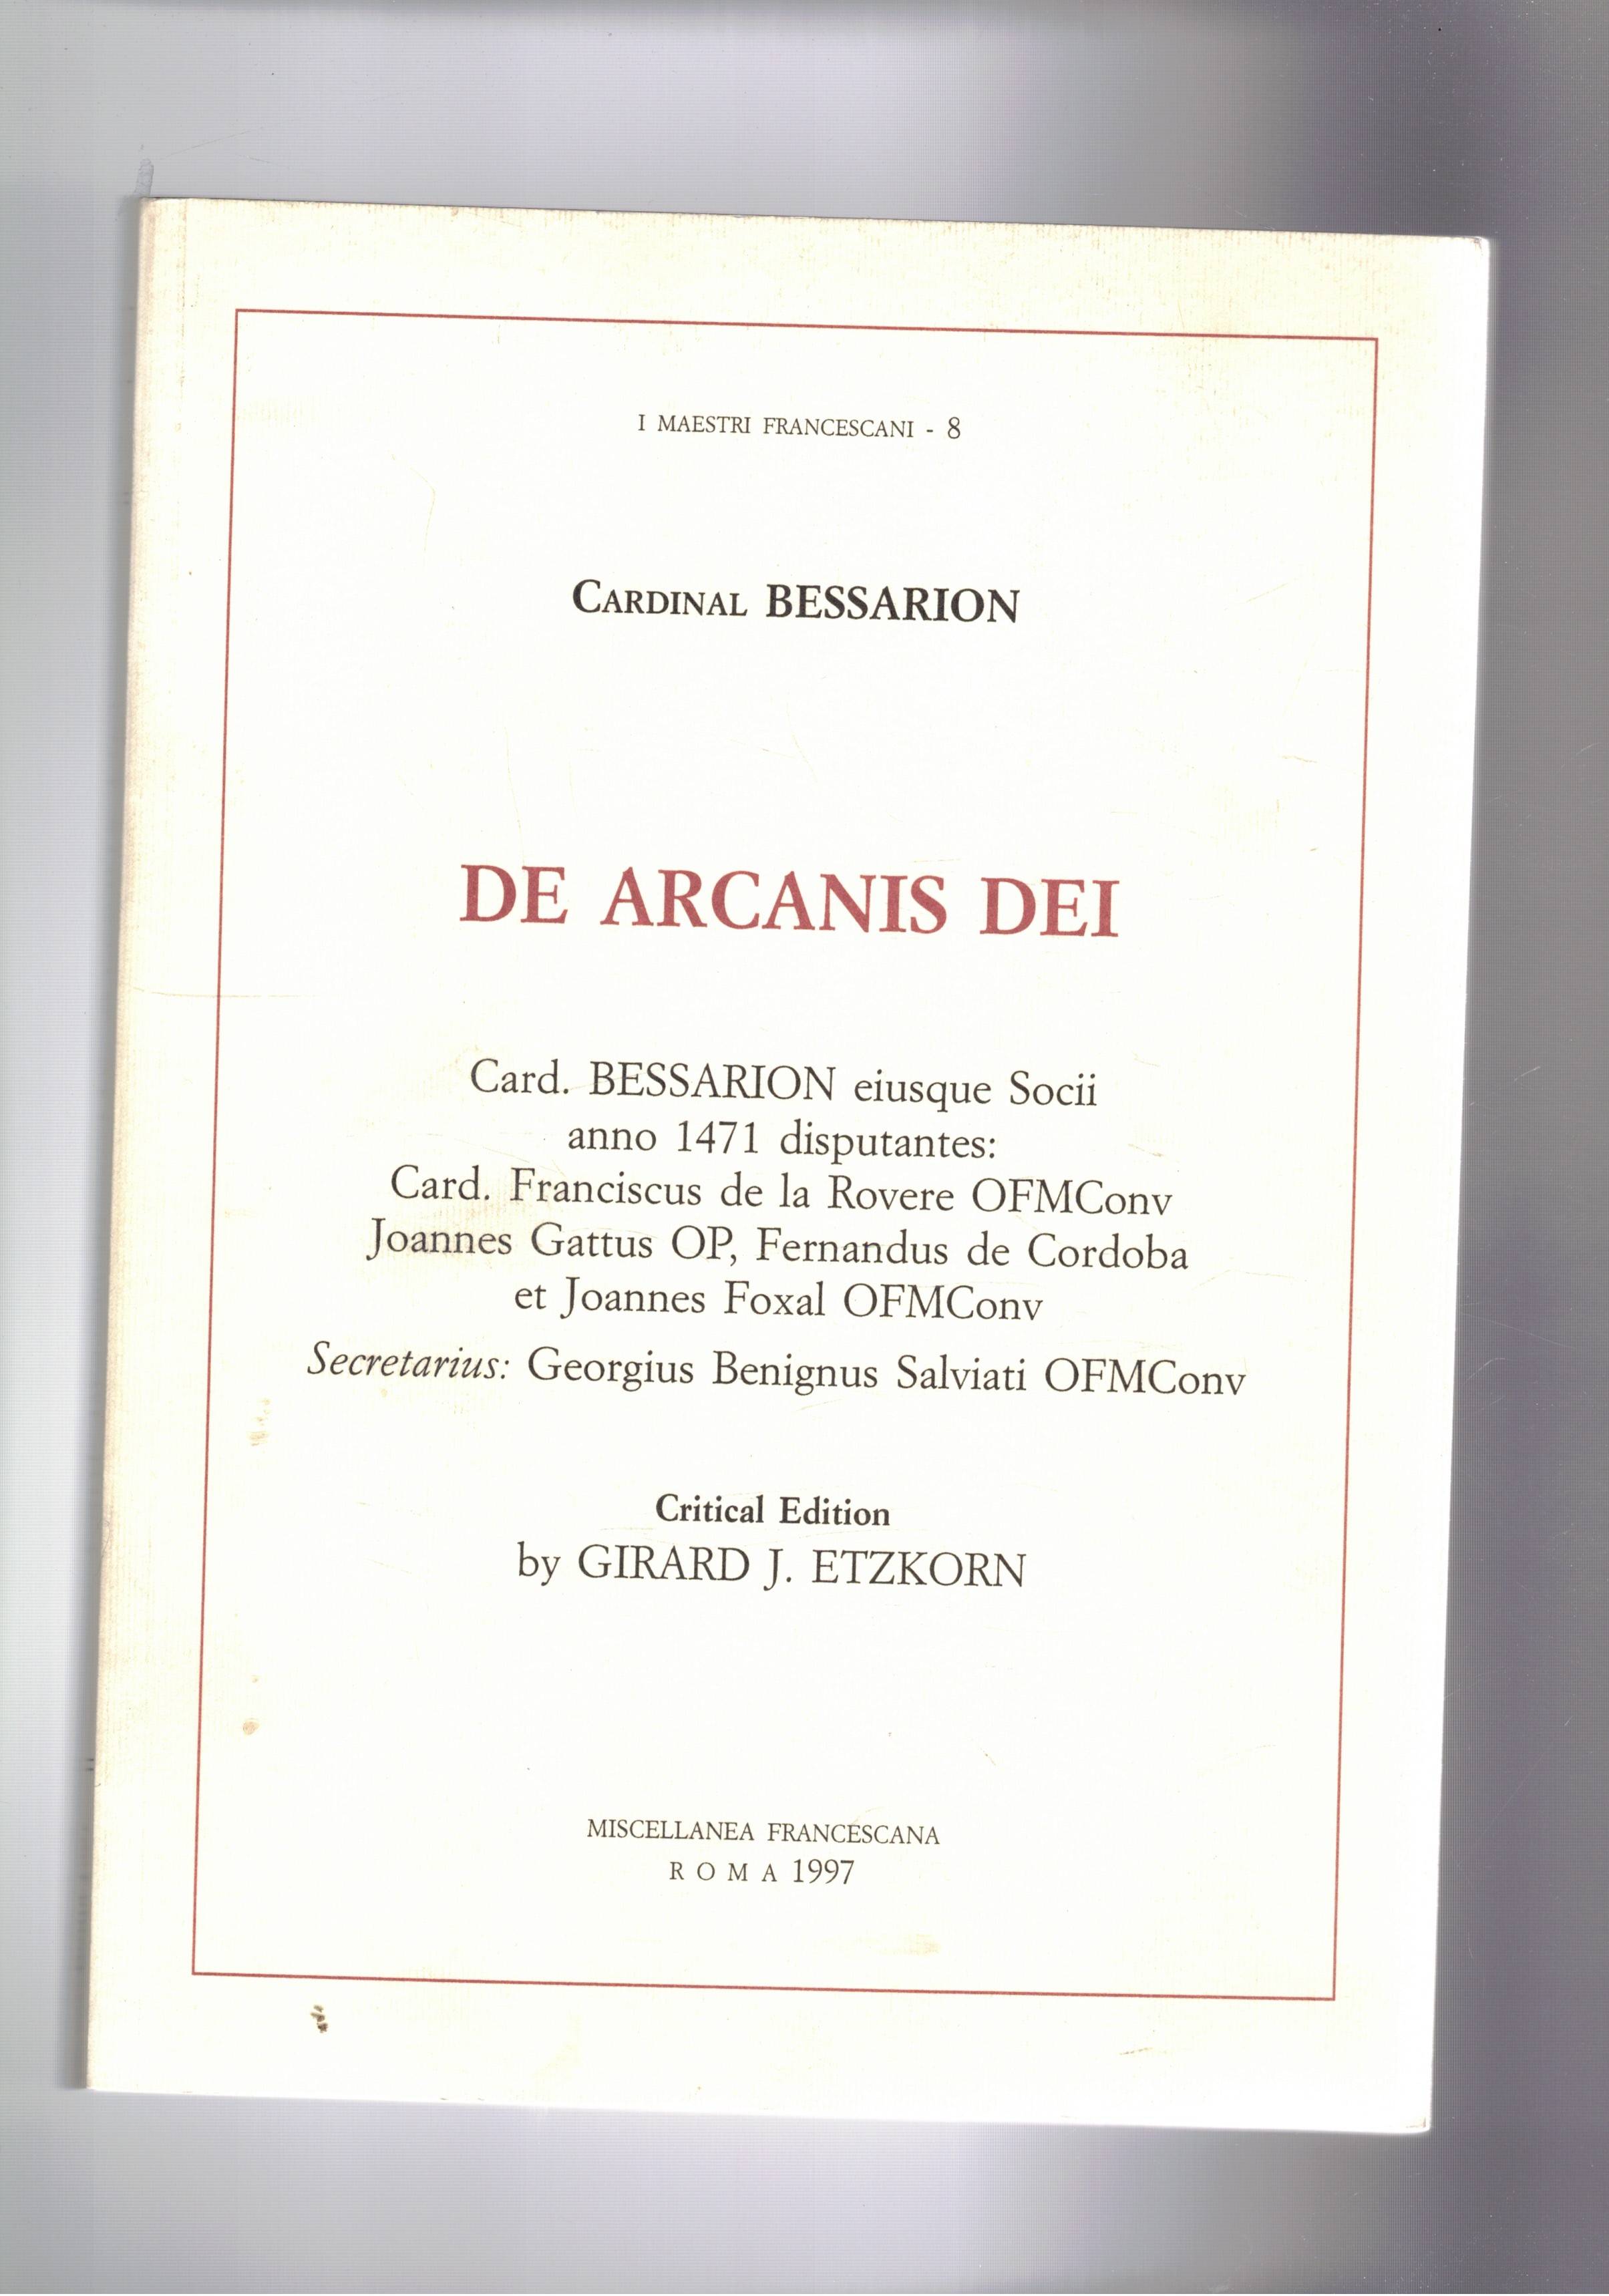 I MAESTRI FRANCESCANI - 8
CARDINAL BESSARION
DE ARCANIS DEI
Card. BESSARION eiusque Socii
anno 1471 disputantes:
Card. Franciscus de la Rovere OFMConv
Joannes Gattus OP, Fernandus de Cordoba
et Joannes Foxal OFMConv
Secretarius: Georgius Benignus Salviati OFMConv
Critical Edition
by GIRARD J. ETZKORN
MISCELLANEA FRANCESCANA
ROMA 1997